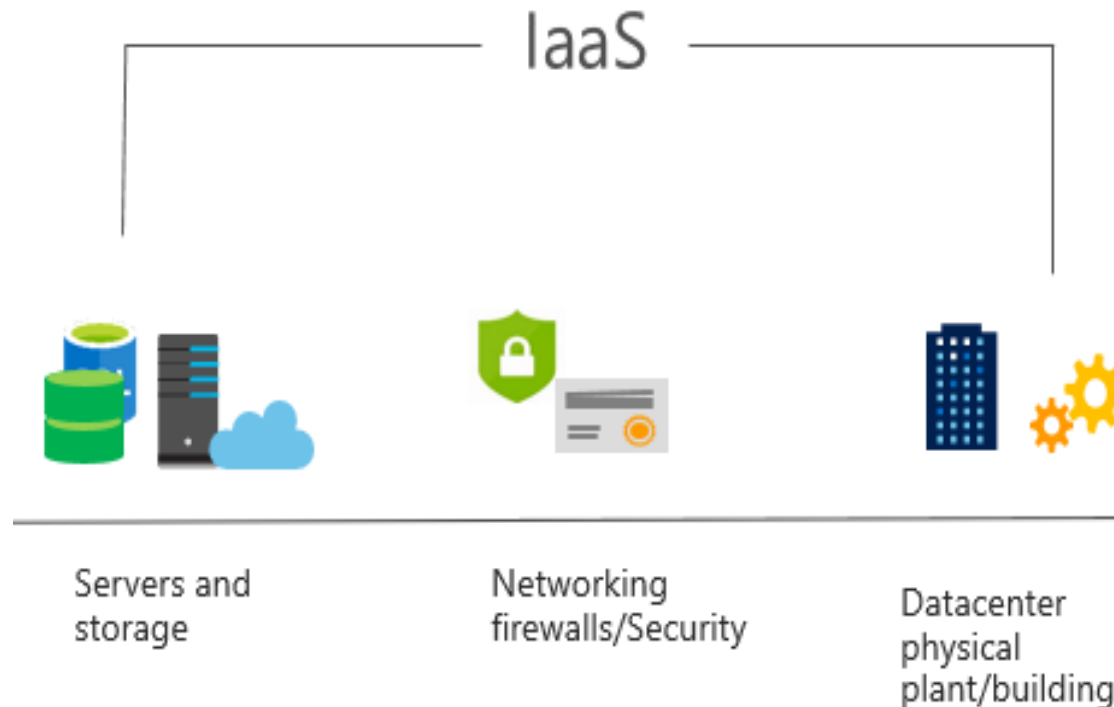 IaaS
Servers and
storage
Networking
firewalls/Security
Datacenter
physical
plant/building